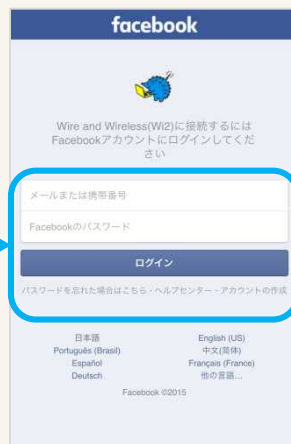 facebook
Wire and Wireless(Wi2)に接続するには
Facebookアカウントにログインしてくだ
さい
メールまたは携帯番号
Facebookのパスワード
ログイン
パスワードを忘れた場合はこちら・ヘルプセンター・アカウントの作成
日本語 English (US)
Português (Brasil) 中文(简体)
Español Français (France)
Deutsch 他の言語...
Facebook ©2015